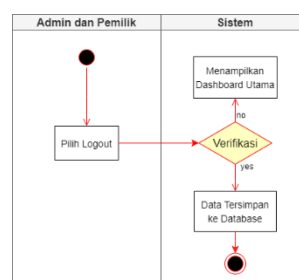 Admin dan Pemilik
Sistem
Menampilkan
Dashboard Utama
no
Pilih Logout
Verifikasi
yes
Data Tersimpan
ke Database